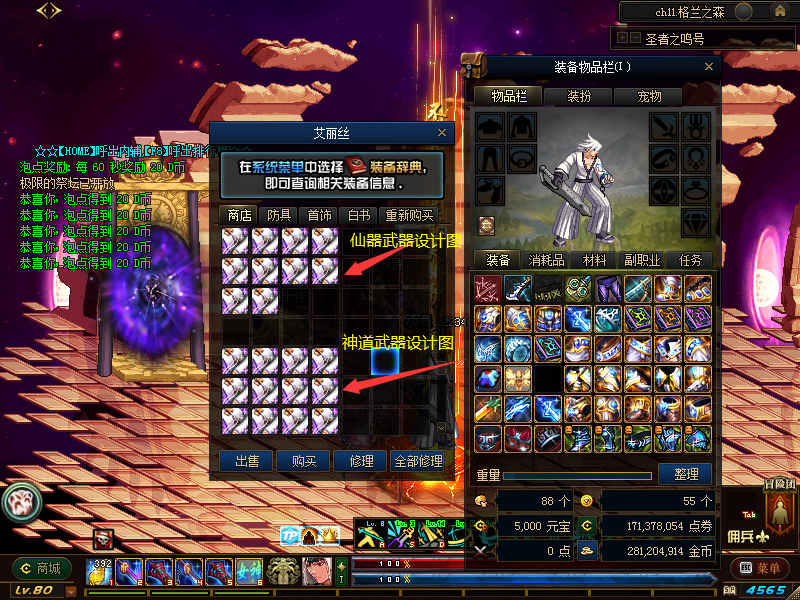 ch11.格兰之森
圣者之鸣号
装备物品栏(I)
物品栏 装扮 宠物
艾丽丝
在系统菜单中选择 装备辞典,
即可查询相关装备信息.
商店 防具 首饰 白书 重新购买
仙器武器设计图
神道武器设计图
出售 购买 修理 全部修理
☆☆【HOME】呼出内辅【F8】呼出排行
泡点奖励: 每 60 秒奖励 20 D币
极限的祭坛已开放
恭喜你, 泡点得到 20 D币
恭喜你, 泡点得到 20 D币
恭喜你, 泡点得到 20 D币
恭喜你, 泡点得到 20 D币
恭喜你, 泡点得到 20 D币
装备 消耗品 材料 副职业 任务
重量 整理
88 个 55 个
5,000 元宝 171,378,054 点券
0 点 281,204,914 金币
冒险团
Tab
佣兵
TP
Lv. 8
392
商城
女神
100%
100%
ESC 菜单
Lv.80
4565